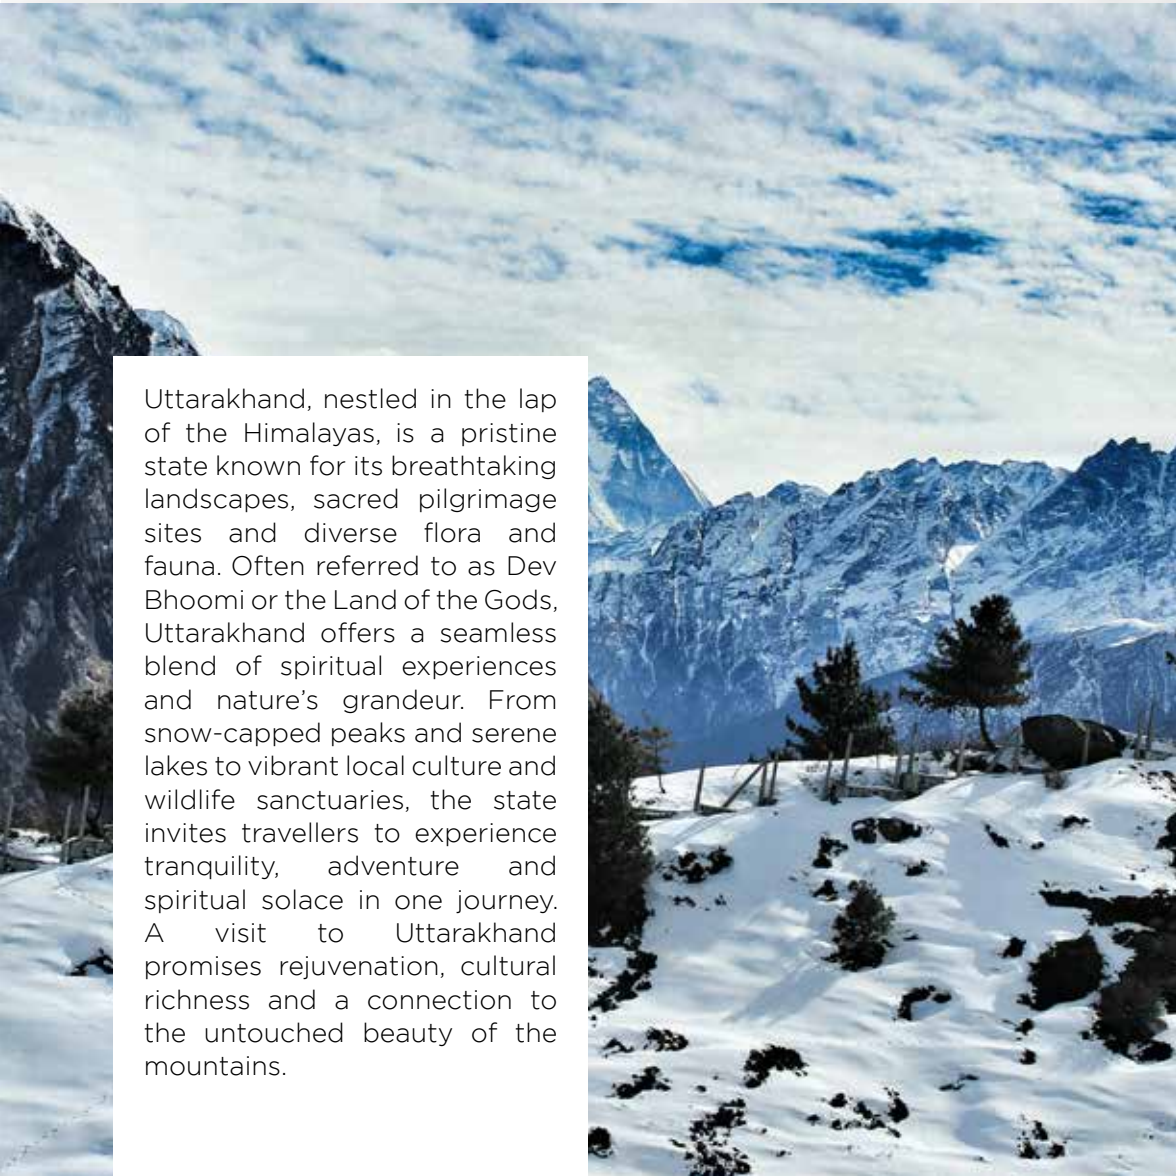 Uttarakhand, nestled in the lap
of the Himalayas, is a pristine
state known for its breathtaking
landscapes, sacred pilgrimage
sites and diverse flora and
fauna. Often referred to as Dev
Bhoomi or the Land of the Gods,
Uttarakhand offers a seamless
blend of spiritual experiences
and nature’s grandeur. From
snow-capped peaks and serene
lakes to vibrant local culture and
wildlife sanctuaries, the state
invites travellers to experience
tranquility, adventure and
spiritual solace in one journey.
A visit to Uttarakhand
promises rejuvenation, cultural
richness and a connection to
the untouched beauty of the
mountains.